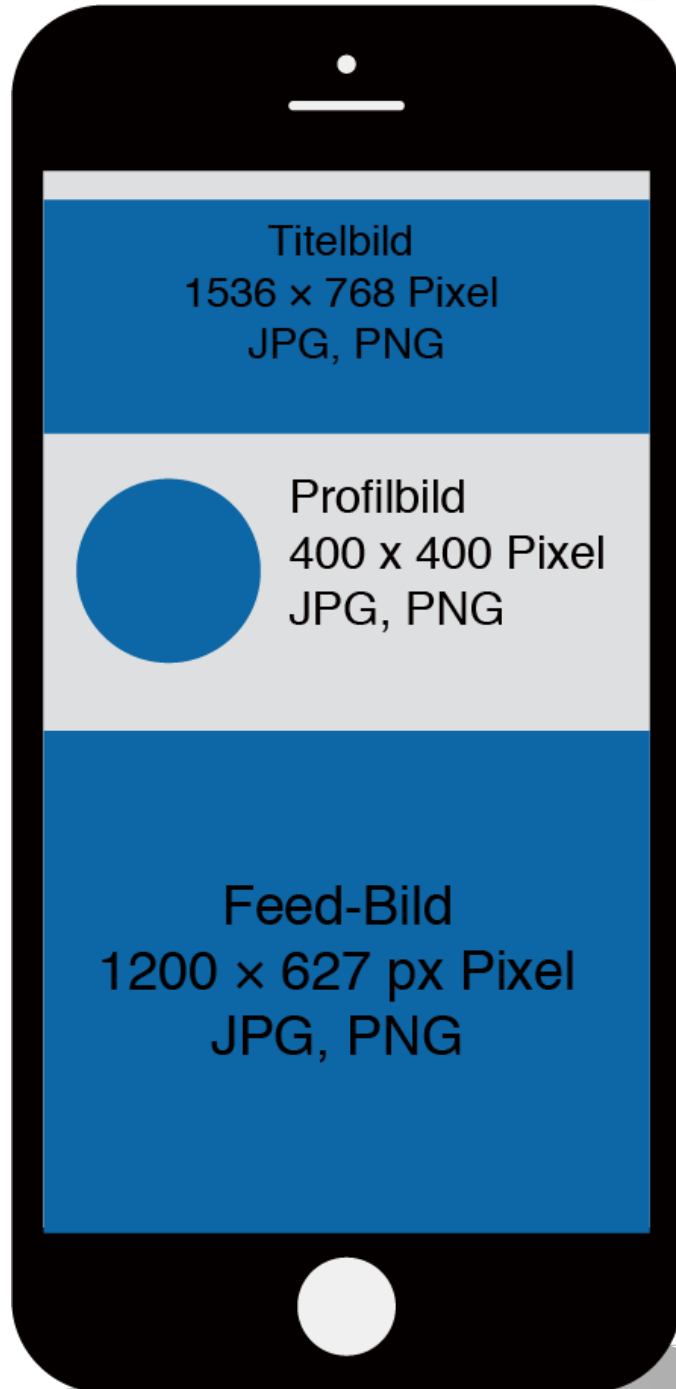 Titelbild
1536 × 768 Pixel
JPG, PNG
Profilbild
400 x 400 Pixel
JPG, PNG
Feed-Bild
1200 × 627 px Pixel
JPG, PNG